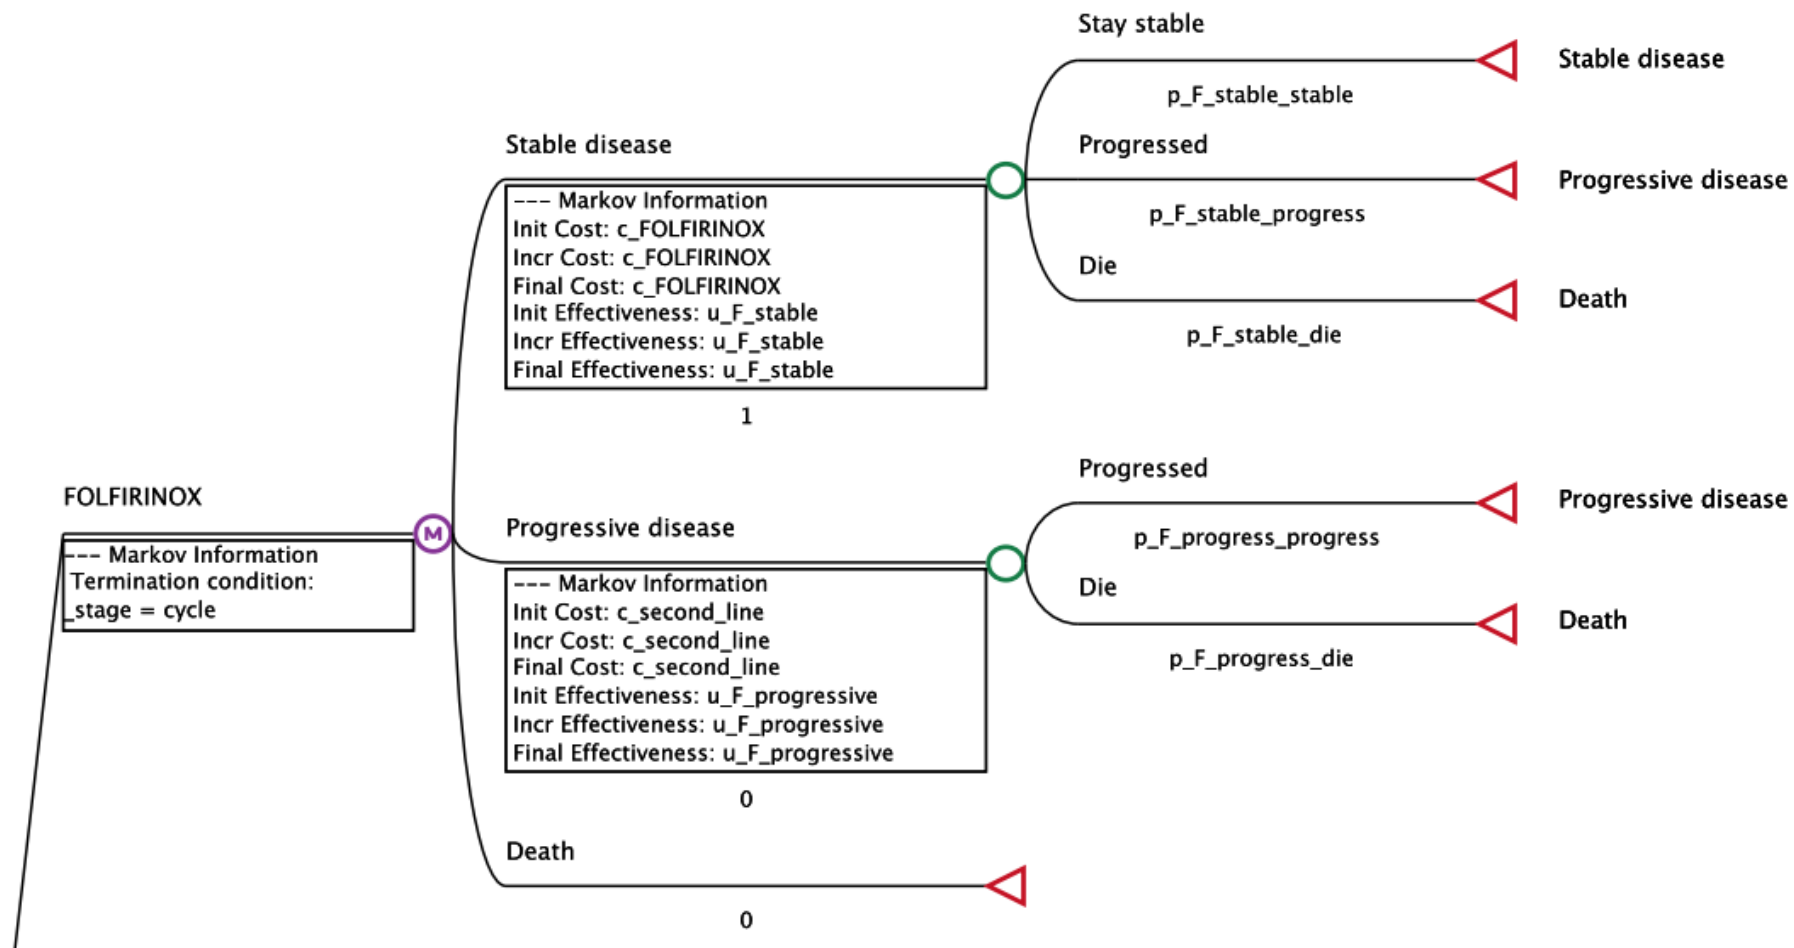 Stay stable
p_F_stable_stable
Stable disease
Stable disease
--- Markov Information
Init Cost: c_FOLFIRINOX
Incr Cost: c_FOLFIRINOX
Final Cost: c_FOLFIRINOX
Init Effectiveness: u_F_stable
Incr Effectiveness: u_F_stable
Final Effectiveness: u_F_stable
1
Progressed
p_F_stable_progress
Progressive disease
Die
p_F_stable_die
Death
FOLFIRINOX
--- Markov Information
Termination condition:
_stage = cycle
M
Progressive disease
--- Markov Information
Init Cost: c_second_line
Incr Cost: c_second_line
Final Cost: c_second_line
Init Effectiveness: u_F_progressive
Incr Effectiveness: u_F_progressive
Final Effectiveness: u_F_progressive
0
Progressed
p_F_progress_progress
Progressive disease
Die
p_F_progress_die
Death
Death
0